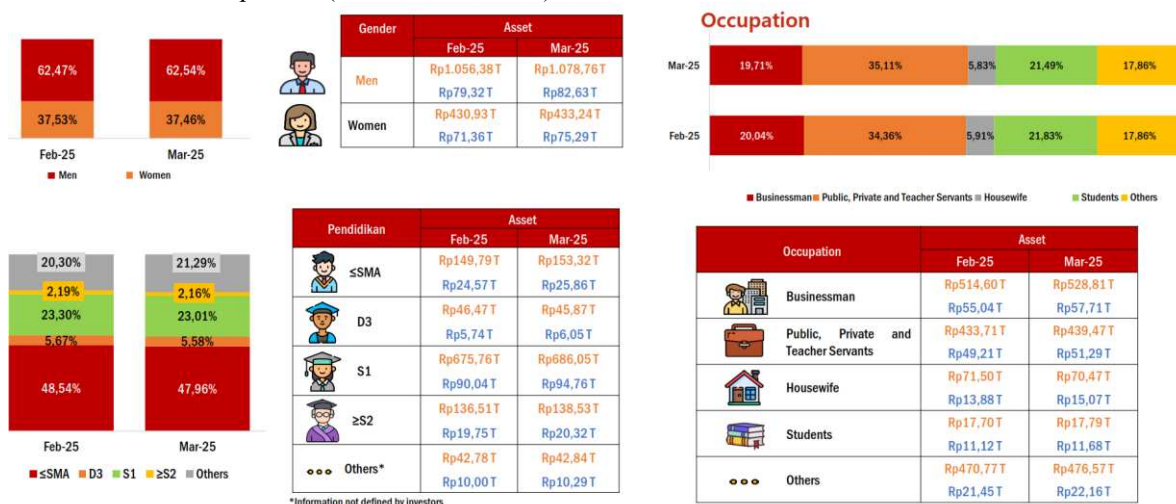 62,47%
62,54%
37,53%
37,46%
Feb-25
Mar-25
Men
Women
Gender
Asset
Feb-25
Mar-25
Men
Rp1.056,38 T
Rp1.078,76 T
Rp79,32 T
Rp82,63 T
Women
Rp430,93 T
Rp433,24 T
Rp71,36 T
Rp75,29 T
Occupation
Mar-25
19,71%
35,11%
5,83%
21,49%
17,86%
Feb-25
20,04%
34,36%
5,91%
21,83%
17,86%
Businessman
Public, Private and Teacher Servants
Housewife
Students
Others
20,30%
21,29%
2,19%
2,16%
23,30%
23,01%
5,67%
5,58%
48,54%
47,96%
Feb-25
Mar-25
≤SMA
D3
S1
≥S2
Others
Pendidikan
Asset
Feb-25
Mar-25
≤SMA
Rp149,79 T
Rp153,32 T
Rp24,57 T
Rp25,86 T
D3
Rp46,47 T
Rp45,87 T
Rp5,74 T
Rp6,05 T
S1
Rp675,76 T
Rp686,05 T
Rp90,04 T
Rp94,76 T
≥S2
Rp136,51 T
Rp138,53 T
Rp19,75 T
Rp20,32 T
Others*
Rp42,78 T
Rp42,84 T
Rp10,00 T
Rp10,29 T
*Information not defined by investors
Occupation
Asset
Feb-25
Mar-25
Businessman
Rp514,60 T
Rp528,81 T
Rp55,04 T
Rp57,71 T
Public, Private and
Teacher Servants
Rp433,71 T
Rp439,47 T
Rp49,21 T
Rp51,29 T
Housewife
Rp71,50 T
Rp70,47 T
Rp13,88 T
Rp15,07 T
Students
Rp17,70 T
Rp17,79 T
Rp11,12 T
Rp11,68 T
Others
Rp470,77 T
Rp476,57 T
Rp21,45 T
Rp22,16 T